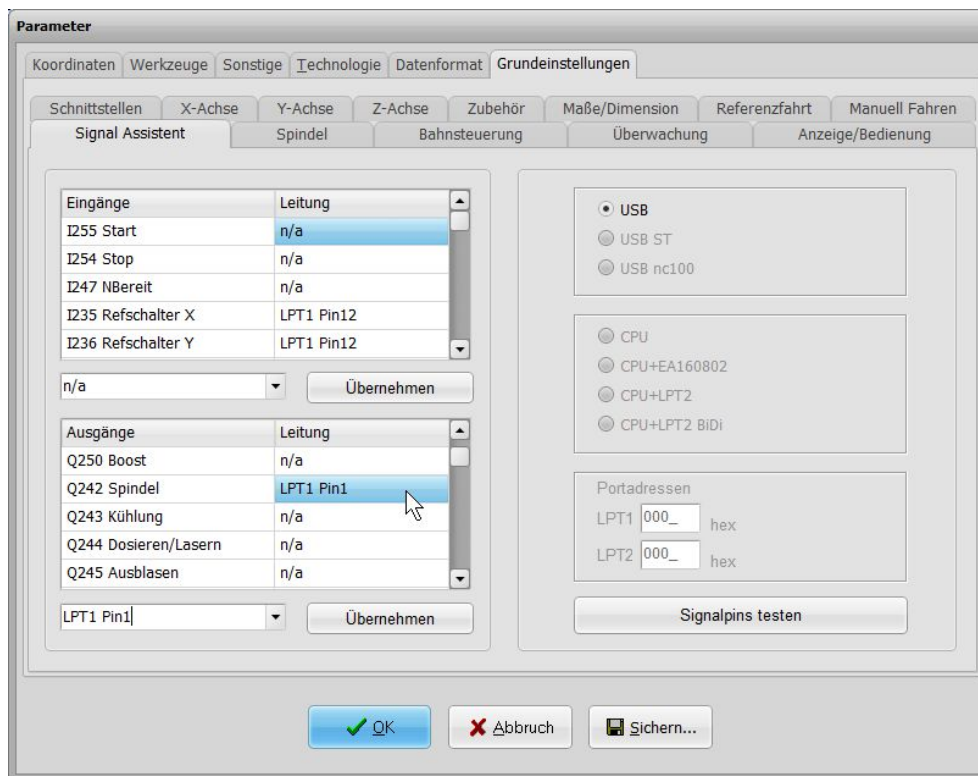 Parameter
Koordinaten Werkzeuge Sonstige Technologie Datenformat Grundeinstellungen
Schnittstellen X-Achse Y-Achse Z-Achse Zubehör Maße/Dimension Referenzfahrt Manuell Fahren
Signal Assistent Spindel Bahnsteuerung Überwachung Anzeige/Bedienung
Eingänge Leitung
I255 Start n/a
I254 Stop n/a
I247 NBereit n/a
I235 Refschalter X LPT1 Pin12
I236 Refschalter Y LPT1 Pin12
n/a Übernehmen
Ausgänge Leitung
Q250 Boost n/a
Q242 Spindel LPT1 Pin1
Q243 Kühlung n/a
Q244 Dosieren/Lasern n/a
Q245 Ausblasen n/a
LPT1 Pin1 Übernehmen
USB
USB ST
USB nc100
CPU
CPU+EA160802
CPU+LPT2
CPU+LPT2 BiDi
Portadressen
LPT1 000_ hex
LPT2 000_ hex
Signalpins testen
OK Abbruch Sichern...